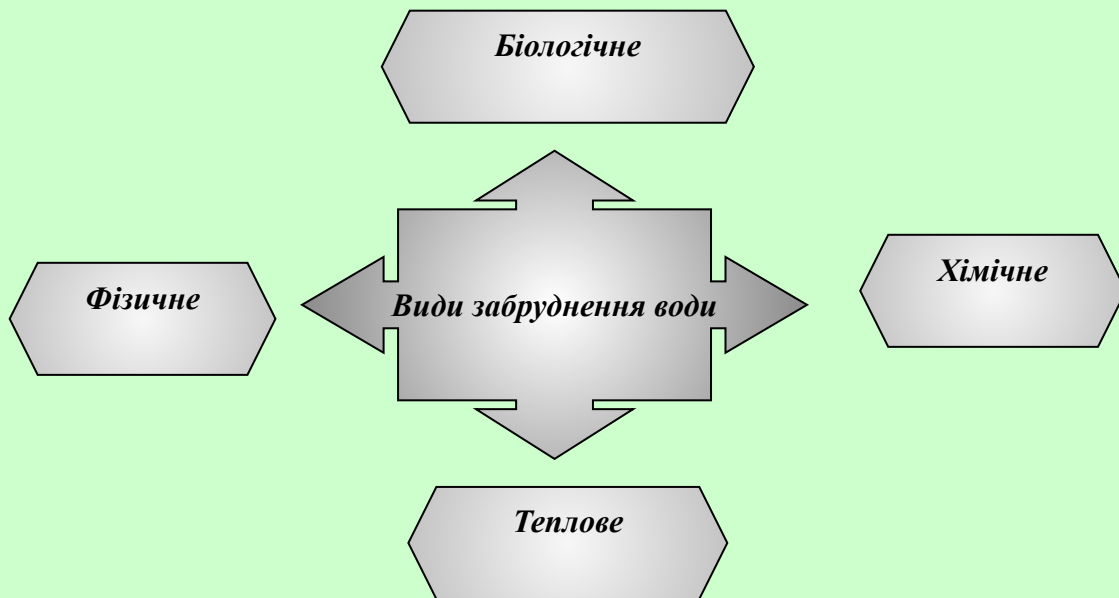 Біологічне
Хімічне
Фізичне
Види забруднення води
Теплове